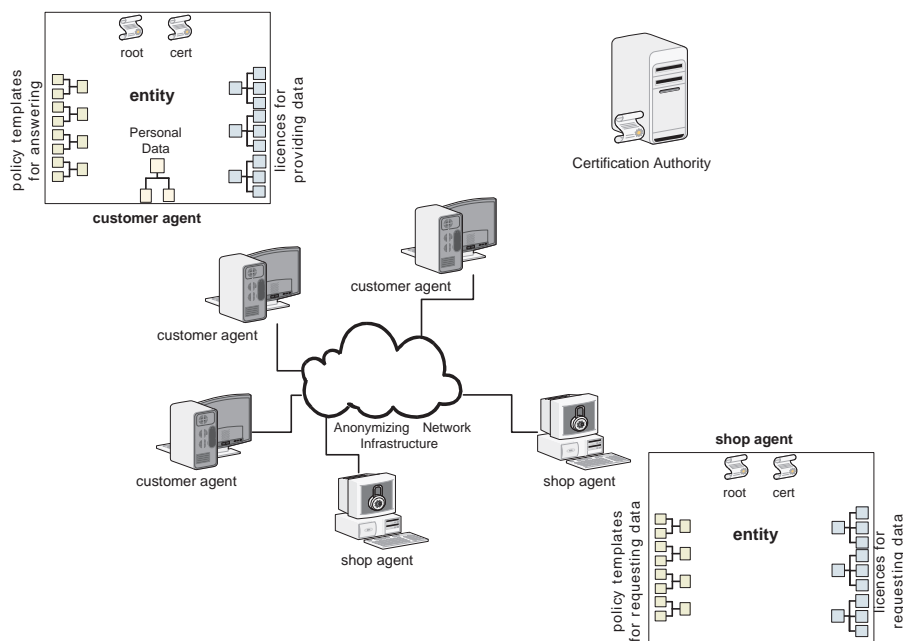 root cert
entity
policy templates
for answering
Personal
Data
licences for
providing data
customer agent
Certification Authority
customer agent
customer agent
Anonymizing Network
Infrastructure
customer agent
shop agent
shop agent
shop agent
root cert
entity
policy templates
for requesting data
licences for
requesting data